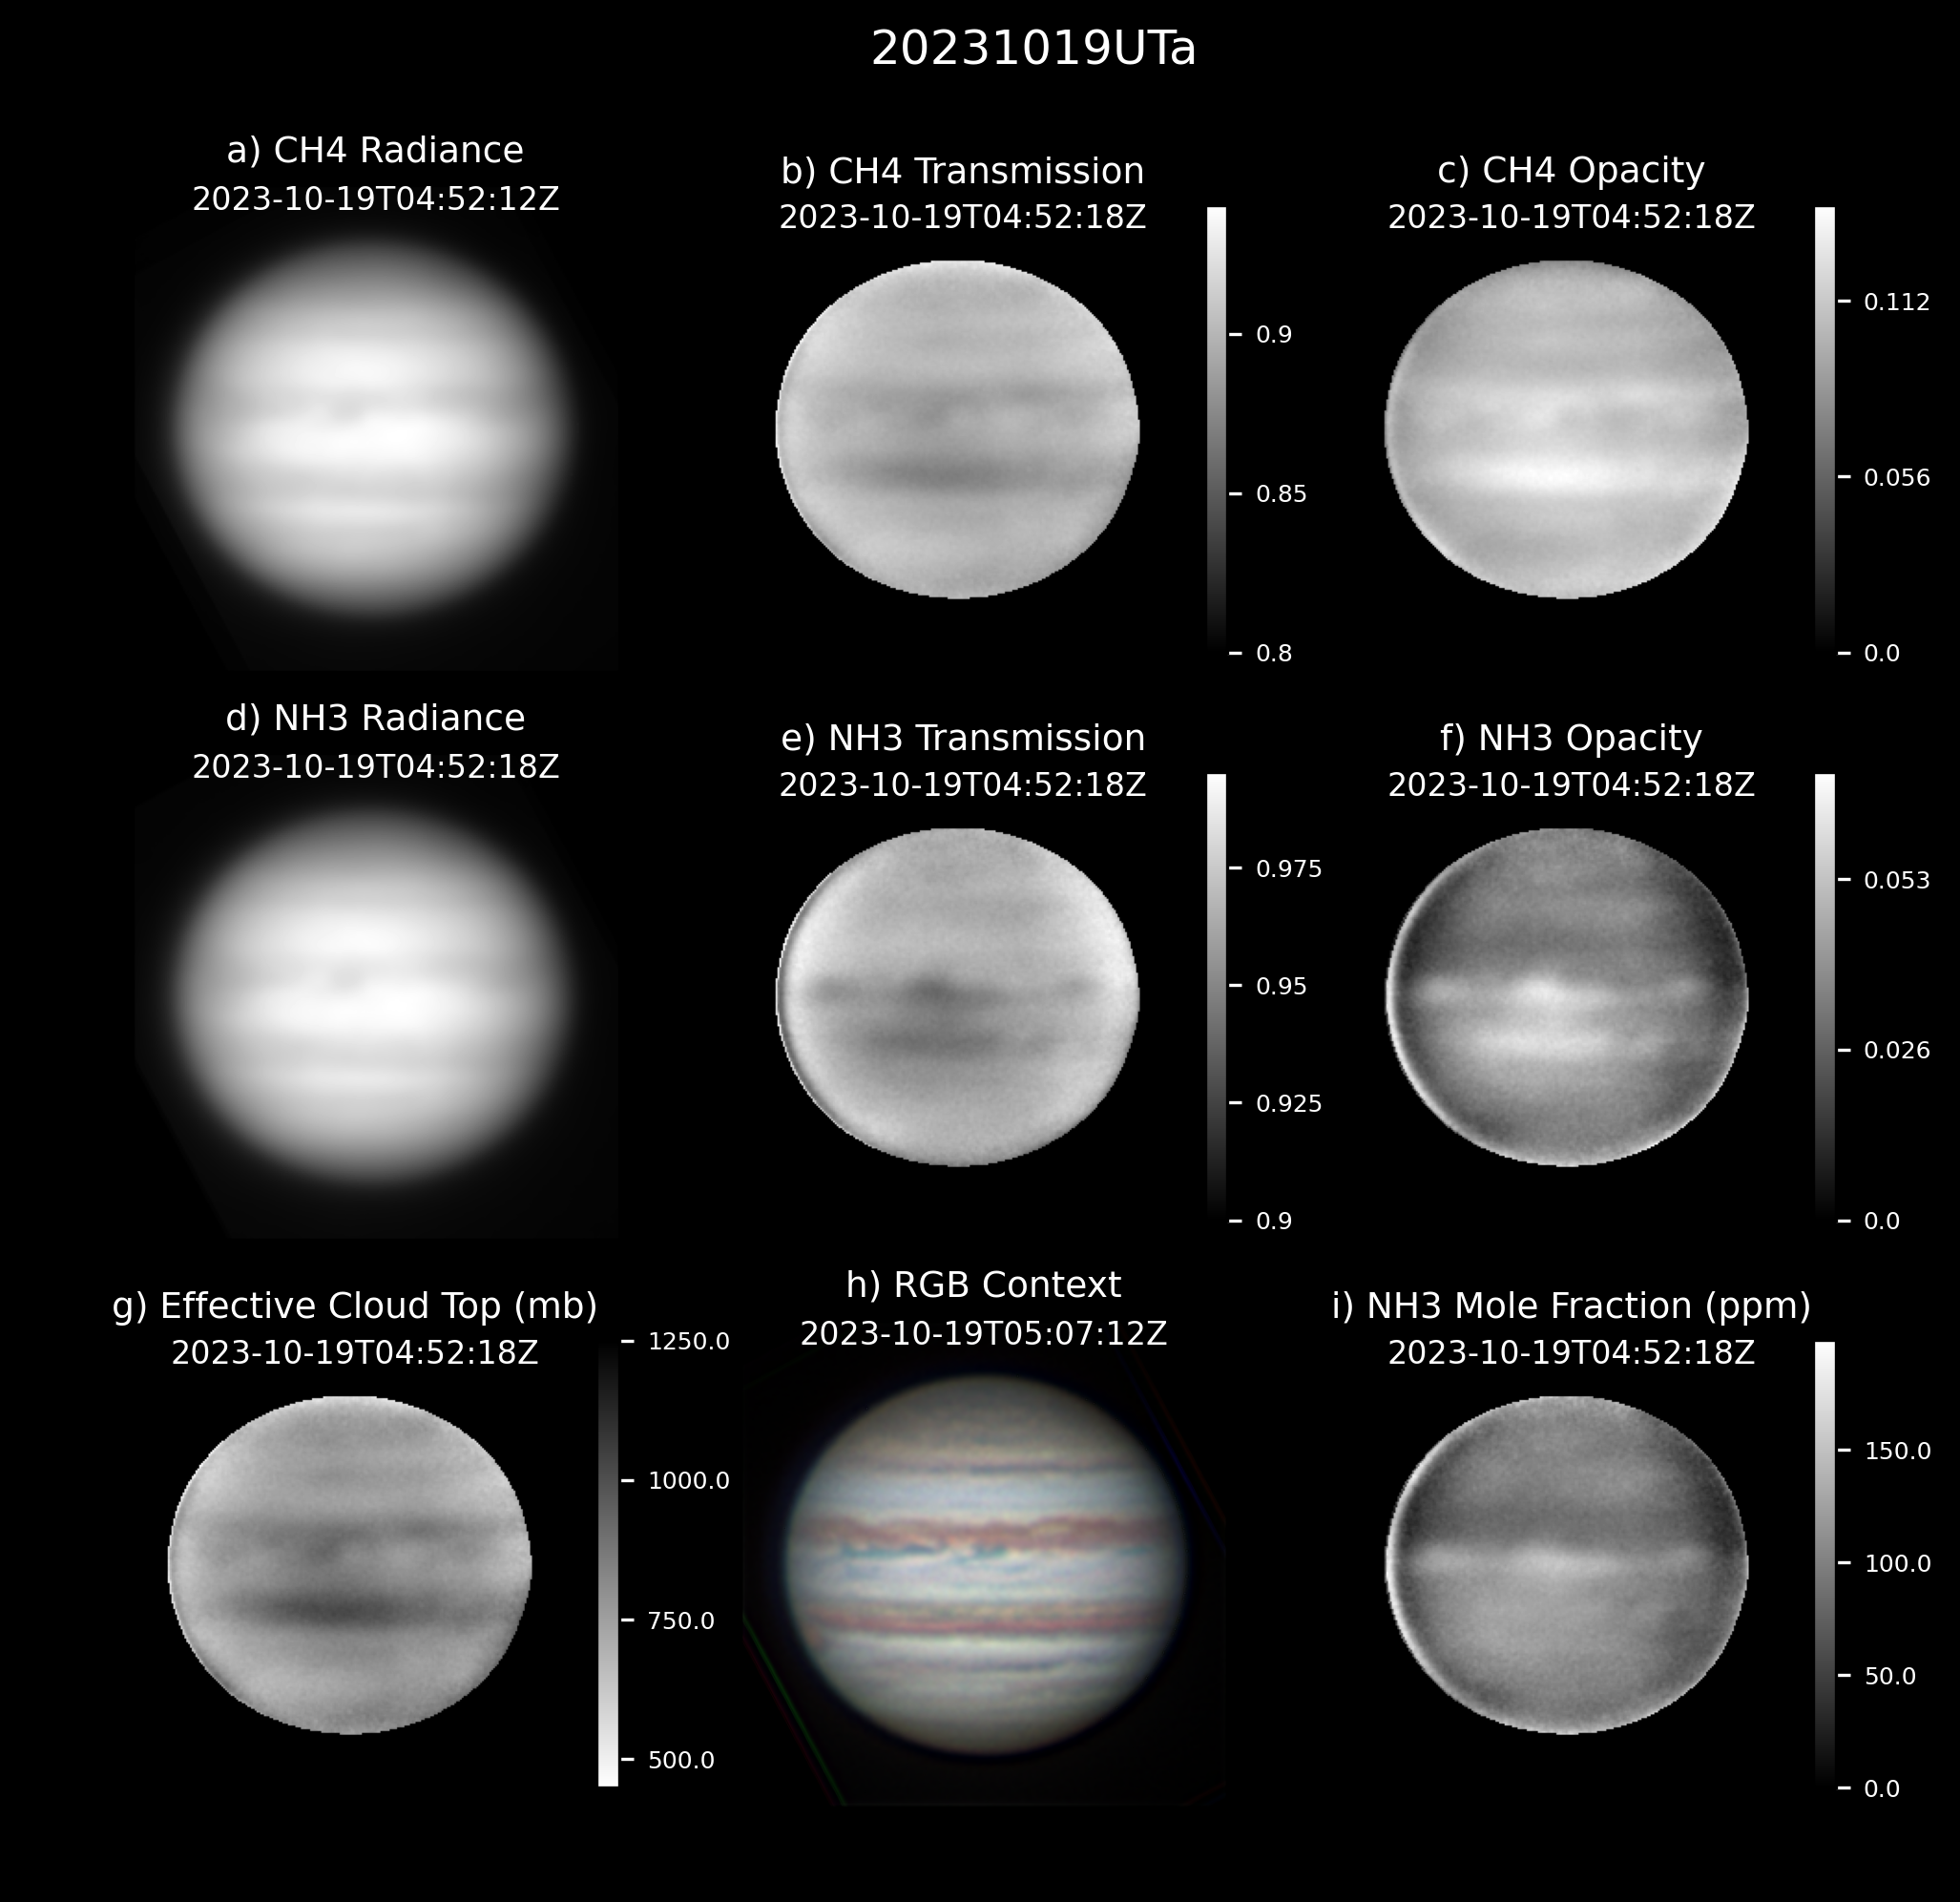 20231019UTa
a) CH4 Radiance
2023-10-19T04:52:12Z
b) CH4 Transmission
2023-10-19T04:52:18Z
0.9
0.85
0.8
c) CH4 Opacity
2023-10-19T04:52:18Z
0.112
0.056
0.0
d) NH3 Radiance
2023-10-19T04:52:18Z
e) NH3 Transmission
2023-10-19T04:52:18Z
0.975
0.95
0.925
0.9
f) NH3 Opacity
2023-10-19T04:52:18Z
0.053
0.026
0.0
g) Effective Cloud Top (mb)
2023-10-19T04:52:18Z
1250.0
1000.0
750.0
500.0
h) RGB Context
2023-10-19T05:07:12Z
i) NH3 Mole Fraction (ppm)
2023-10-19T04:52:18Z
150.0
100.0
50.0
0.0